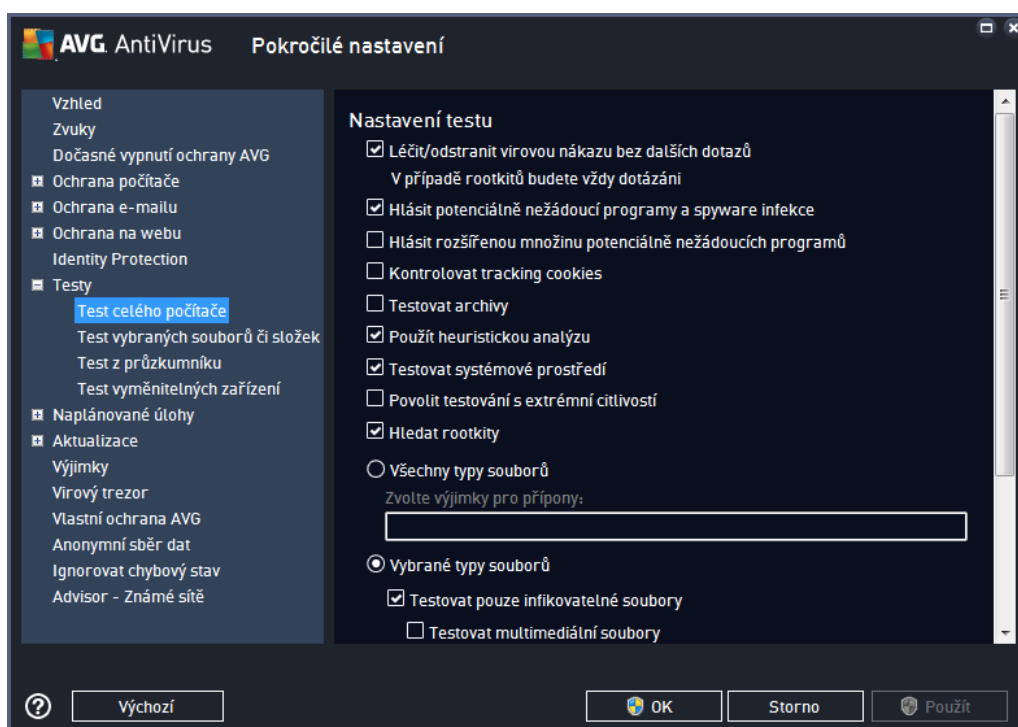 AVG. AntiVirus Pokročilé nastavení
Vzhled
Zvuky
Dočasné vypnutí ochrany AVG
Ochrana počítače
Ochrana e-mailu
Ochrana na webu
Identity Protection
Testy
Test celého počítače
Test vybraných souborů či složek
Test z průzkumníku
Test vyměnitelných zařízení
Naplánované úlohy
Aktualizace
Výjimky
Virový trezor
Vlastní ochrana AVG
Anonymní sběr dat
Ignorovat chybový stav
Advisor - Známé sítě
Nastavení testu
Léčit/odstranit virovou nákazu bez dalších dotazů
V případě rootkitů budete vždy dotázáni
Hlásit potenciálně nežádoucí programy a spyware infekce
Hlásit rozšířenou množinu potenciálně nežádoucích programů
Kontrolovat tracking cookies
Testovat archivy
Použít heuristickou analýzu
Testovat systémové prostředí
Povolit testování s extrémní citlivostí
Hledat rootkity
Všechny typy souborů
Zvolte výjimky pro přípony:
Vybrané typy souborů
Testovat pouze infikovatelné soubory
Testovat multimediální soubory
? Výchozí OK Storno Použít